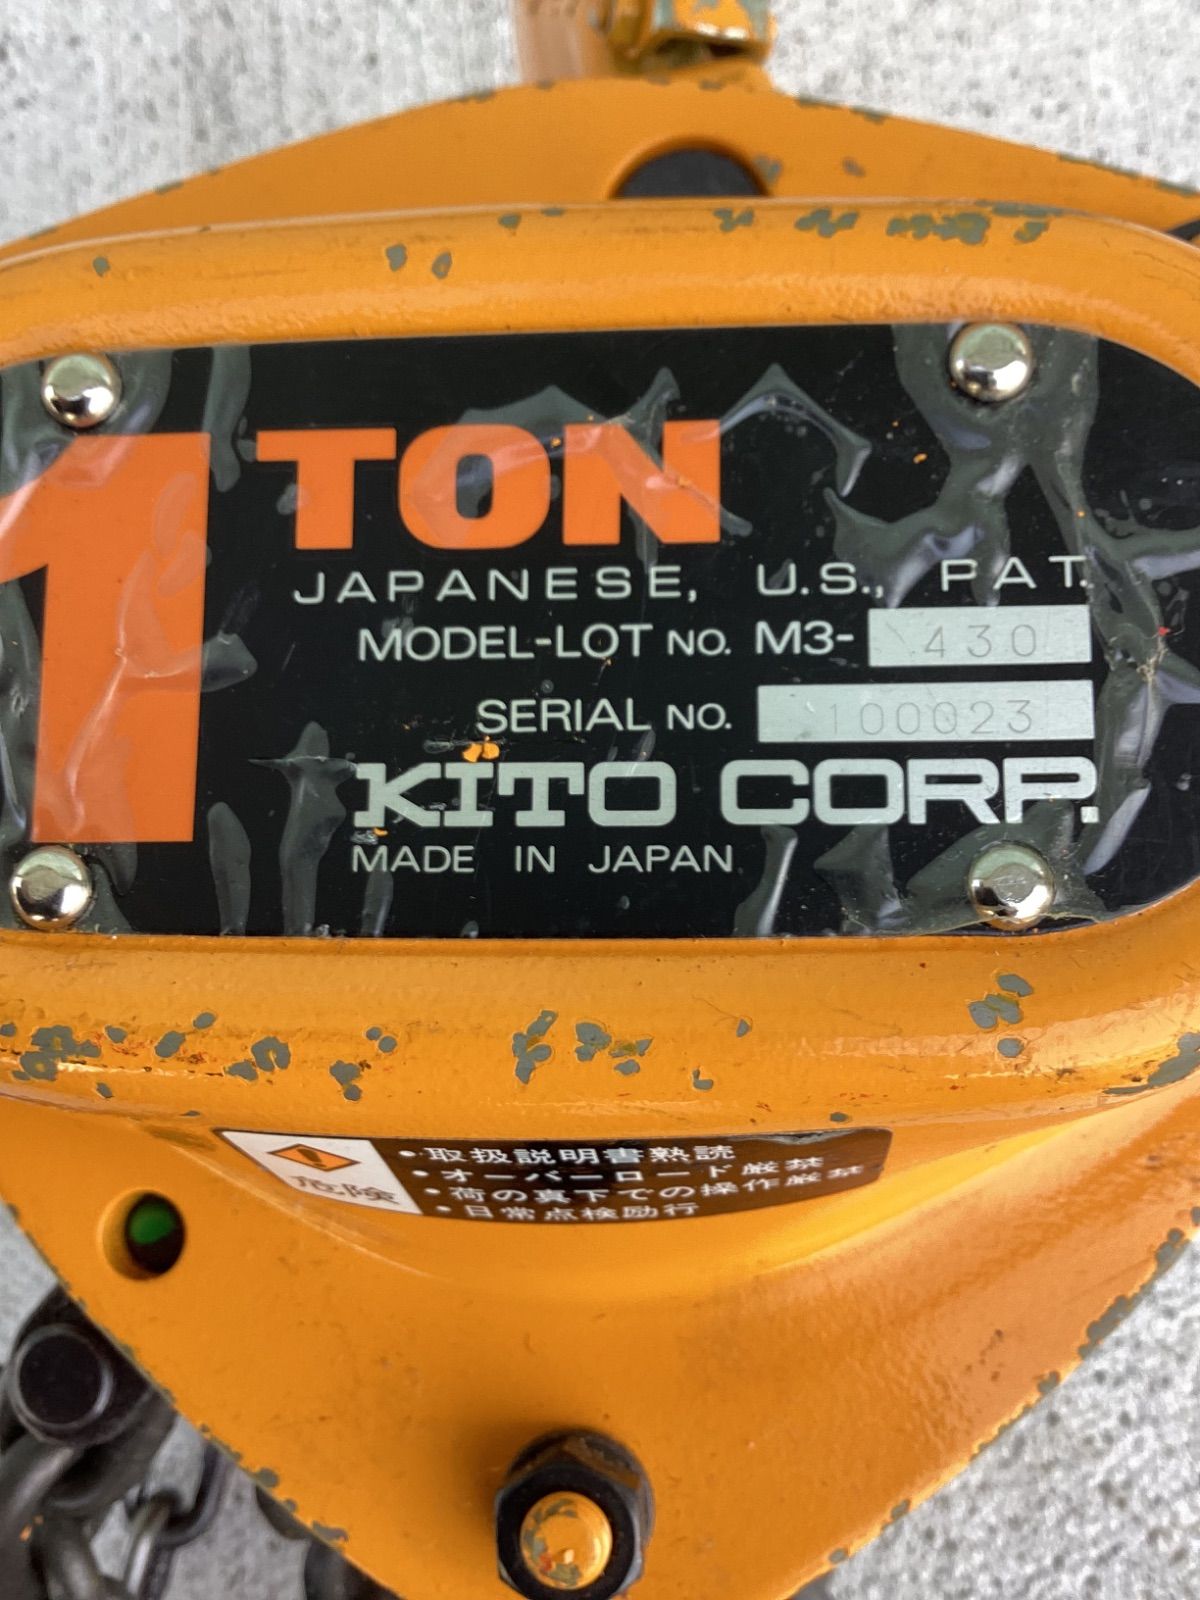 1 TON
JAPANESE, U.S., PAT.
MODEL-LOT NO. M3- 430
SERIAL NO. 100023
KITO CORP.
MADE IN JAPAN
危険
・取扱説明書熟読
・オーバーロード厳禁
・荷の真下での操作厳禁
・日常点検励行